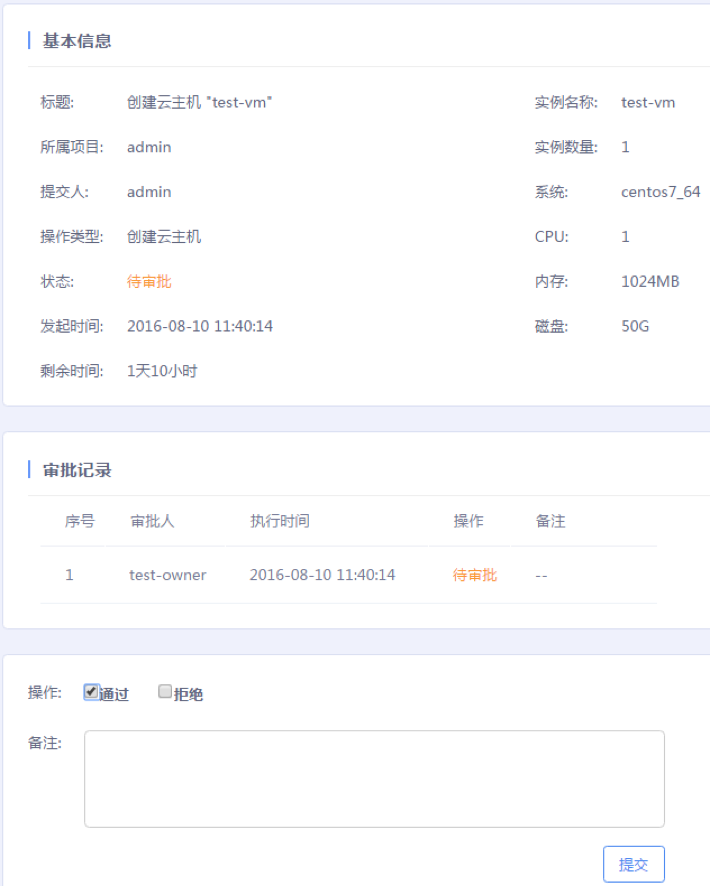 基本信息
标题: 创建云主机 "test-vm" 实例名称: test-vm
所属项目: admin 实例数量: 1
提交人: admin 系统: centos7_64
操作类型: 创建云主机 CPU: 1
状态: 待审批 内存: 1024MB
发起时间: 2016-08-10 11:40:14 磁盘: 50G
剩余时间: 1天10小时
审批记录
序号 审批人 执行时间 操作 备注
1 test-owner 2016-08-10 11:40:14 待审批 --
操作: 通过 拒绝
备注:
提交